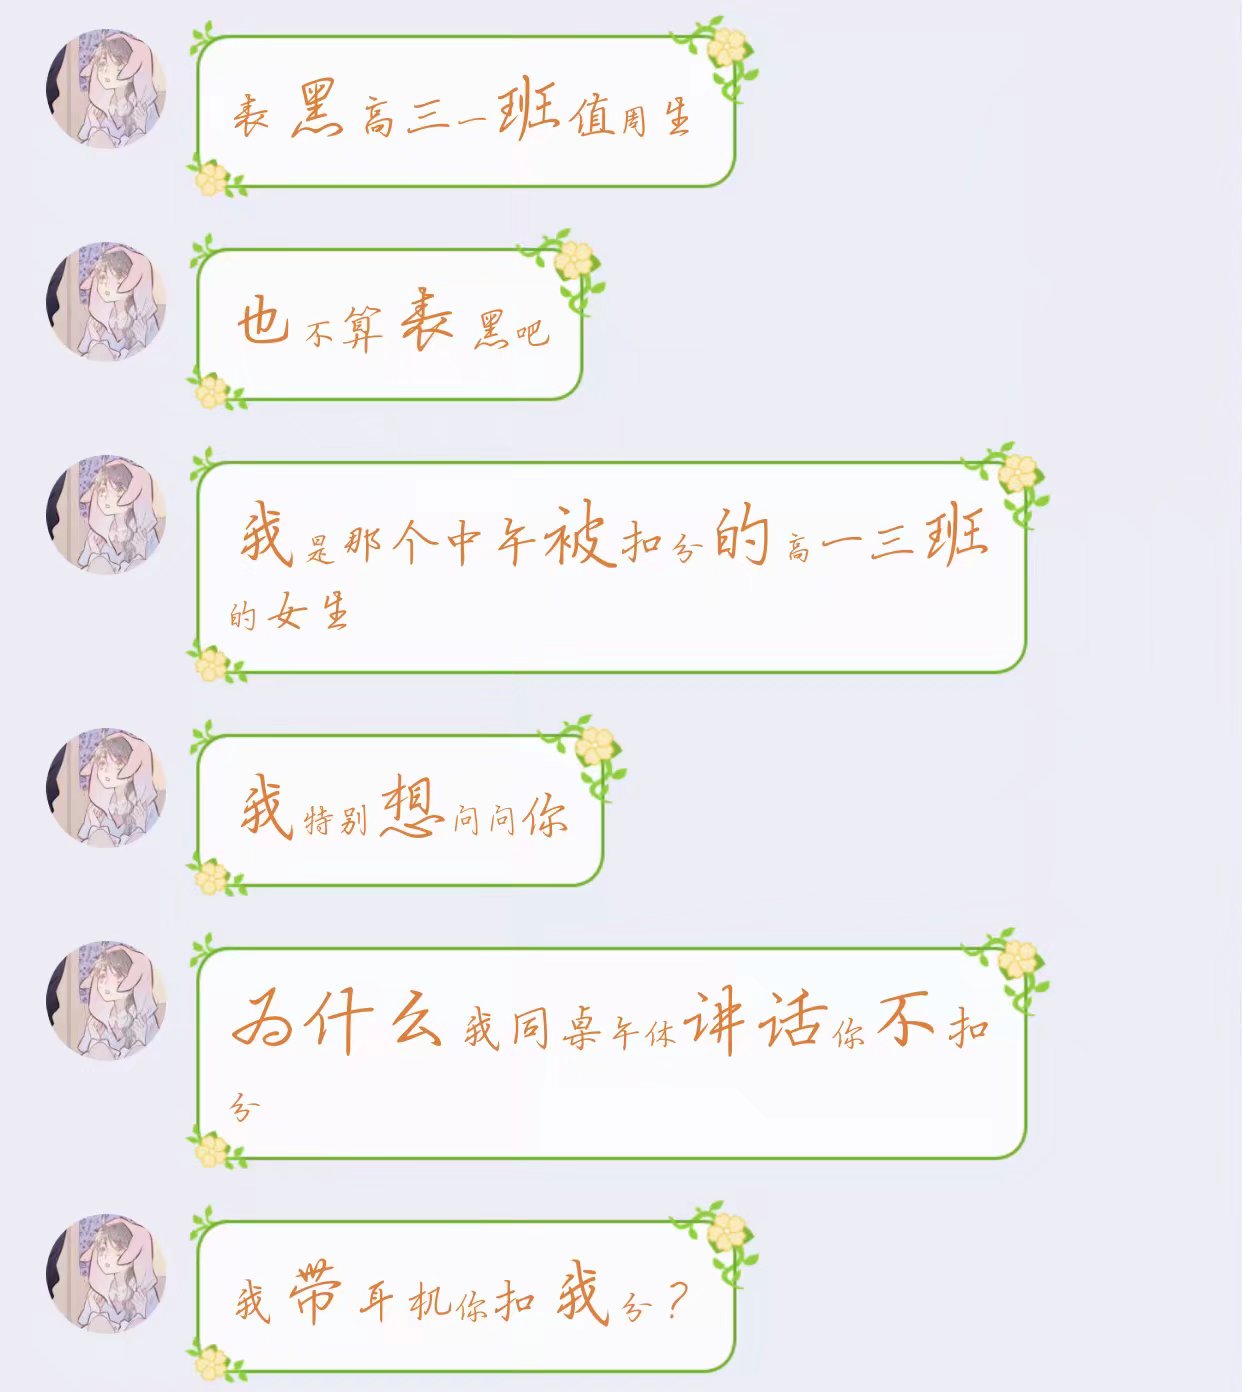 表黑高三一班值周生
也不算表黑吧
我是那个中午被扣分的高一三班
的女生
我特别想问问你
为什么我同桌午休讲话你不扣
分
我带耳机你扣我分？